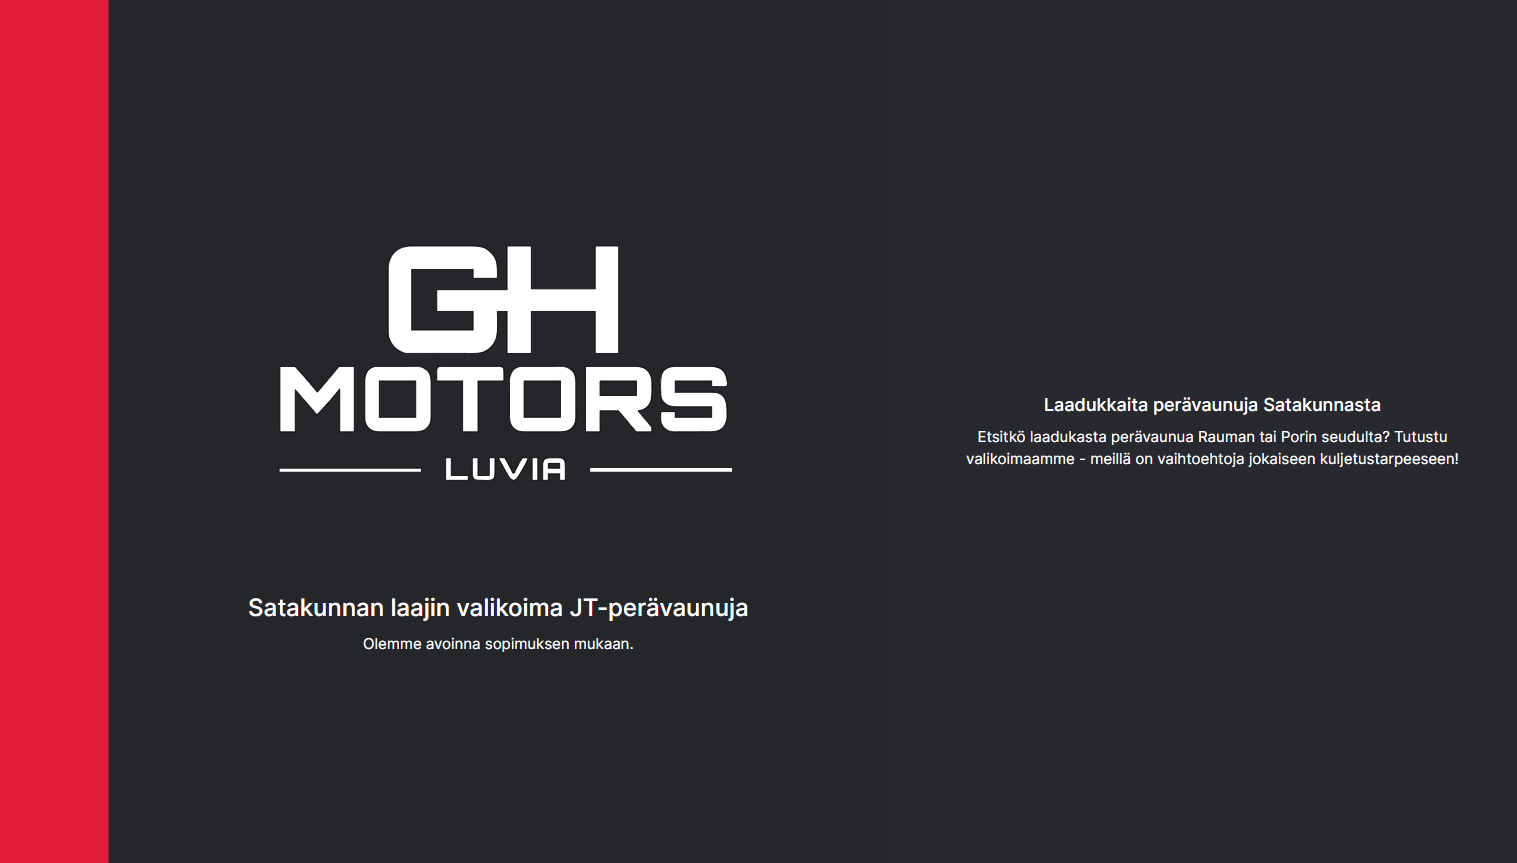 GH
MOTORS
LUVIA
Satakunnan laajin valikoima JT-perävaunuja
Olemme avoinna sopimuksen mukaan.
Laadukkaita perävaunuja Satakunnasta
Etsitkö laadukasta perävaunua Rauman tai Porin seudulta? Tutustu
valikoimaamme - meillä on vaihtoehtoja jokaiseen kuljetustarpeeseen!